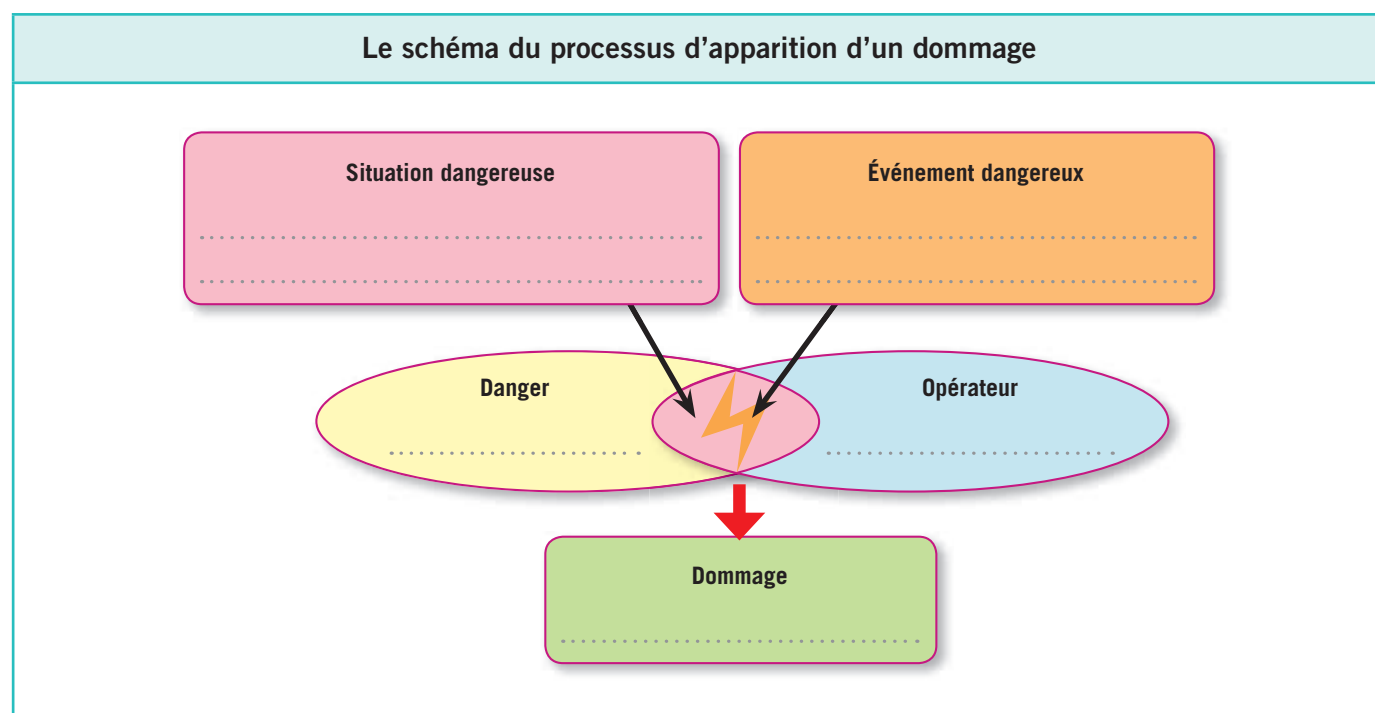 Le schéma du processus d’apparition d’un dommage
Situation dangereuse
Événement dangereux
Danger
Opérateur
Dommage